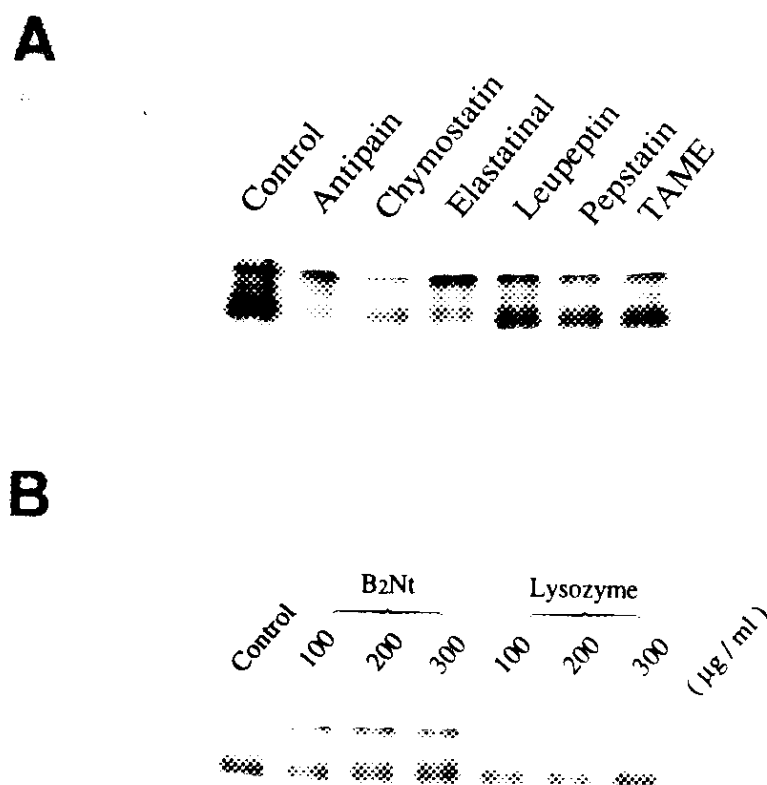 A
Control Antipain Chymostatin Elastatinal Leupeptin Pepstatin TAME
B
B2Nt Lysozyme
Control 100 200 300 100 200 300 ( µg / ml )